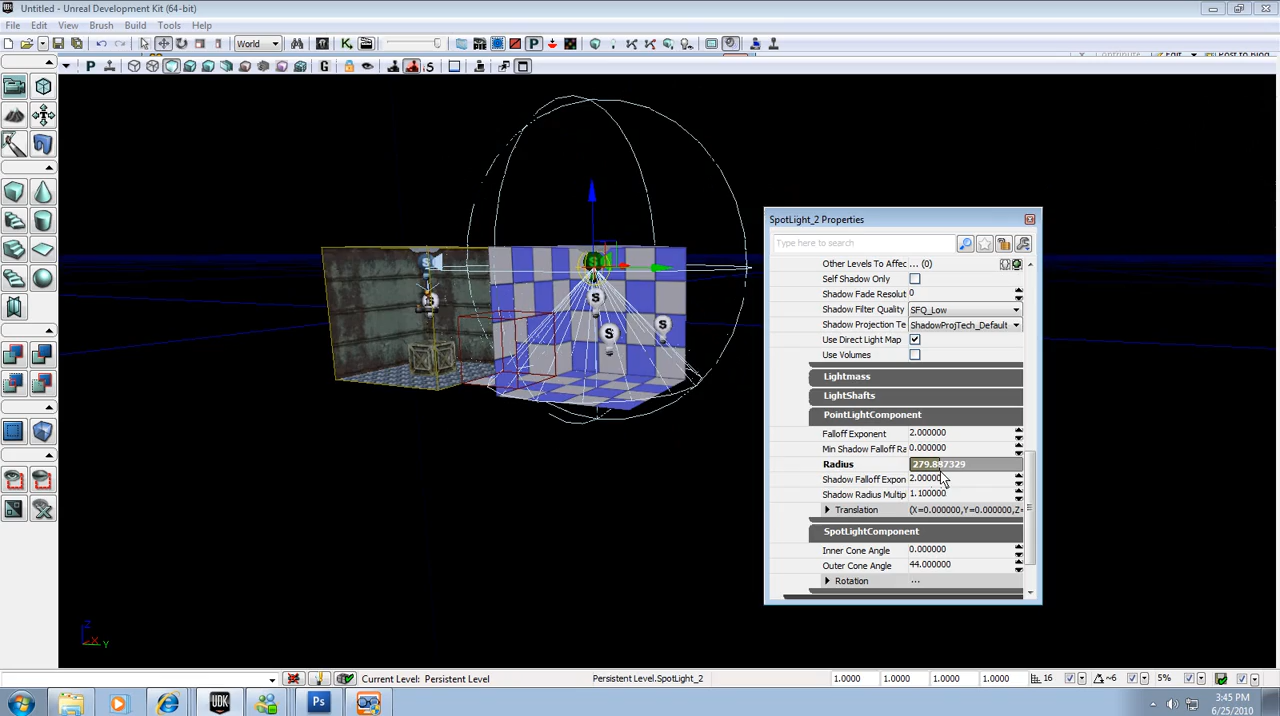 Untitled - Unreal Development Kit (64-bit)
File Edit View Brush Build Tools Help
World
SpotLight_2 Properties
Type here to search
Other Levels To Affec ... (0)
Self Shadow Only
Shadow Fade Resolut 0
Shadow Filter Quality SFQ_Low
Shadow Projection Te ShadowProjTech_Default
Use Direct Light Map
Use Volumes
Lightmass
LightShafts
PointLightComponent
Falloff Exponent 2.000000
Min Shadow Falloff Ra 0.000000
Radius 279.887329
Shadow Falloff Expon 2.00000
Shadow Radius Multip 1.100000
Translation (X=0.000000,Y=0.000000,Z=
SpotLightComponent
Inner Cone Angle 0.000000
Outer Cone Angle 44.000000
Rotation ...
Z
X Y
Current Level: Persistent Level Persistent Level.SpotLight_2 1.0000 1.0000 1.0000 1.0000 16 6 5%
UDK Ps 3:45 PM
6/25/2010